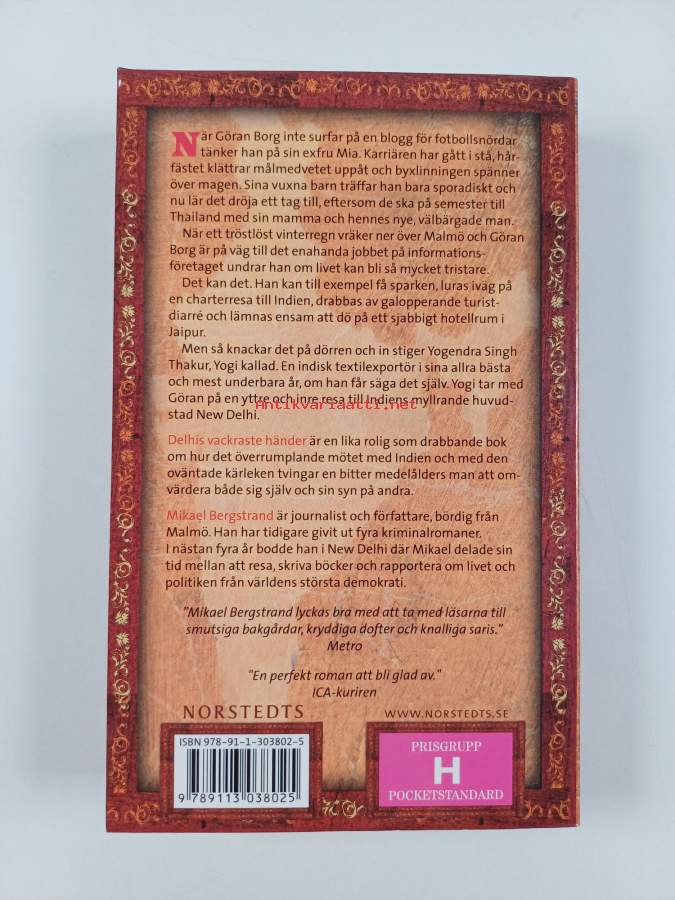 När Göran Borg inte surfar på en blogg för fotbollsnördar
tänker han på sin exfru Mia. Karriären har gått i stå, hår-
fästet klättrar målmedvetet uppåt och byxlinningen spänner
över magen. Sina vuxna barn träffar han bara sporadiskt och
nu lär det dröja ett tag till, eftersom de ska på semester till
Thailand med sin mamma och hennes nye, välbärgade man.
När ett tröstlöst vinterregn vräker ner över Malmö och Göran
Borg är på väg till det enahanda jobbet på informations-
företaget undrar han om livet kan bli så mycket tristare.
Det kan det. Han kan till exempel få sparken, luras iväg på
en charterresa till Indien, drabbas av galopperande turist-
diarré och lämnas ensam att dö på ett sjabbigt hotellrum i
Jaipur.
Men så knackar det på dörren och in stiger Yogendra Singh
Thakur, Yogi kallad. En indisk textilexportör i sina allra bästa
och mest underbara år, om han får säga det själv. Yogi tar med
Göran på en yttre och inre resa till Indiens myllrande huvud-
stad New Delhi.
Antikvariaatti.net
Delhis vackraste händer är en lika rolig som drabbande bok
om hur det överrumplande mötet med Indien och med den
oväntade kärleken tvingar en bitter medelålders man att om-
värdera både sig själv och sin syn på andra.
Mikael Bergstrand är journalist och författare, bördig från
Malmö. Han har tidigare givit ut fyra kriminalromaner.
I nästan fyra år bodde han i New Delhi där Mikael delade sin
tid mellan att resa, skriva böcker och rapportera om livet och
politiken från världens största demokrati.
"Mikael Bergstrand lyckas bra med att ta med läsarna till
smutsiga bakgårdar, kryddiga dofter och knalliga saris."
Metro
"En perfekt roman att bli glad av."
ICA-kuriren
NORSTEDTS
WWW.NORSTEDTS.SE
ISBN 978-91-1-303802-5
9 789113 038025
PRISGRUPP
H
POCKETSTANDARD